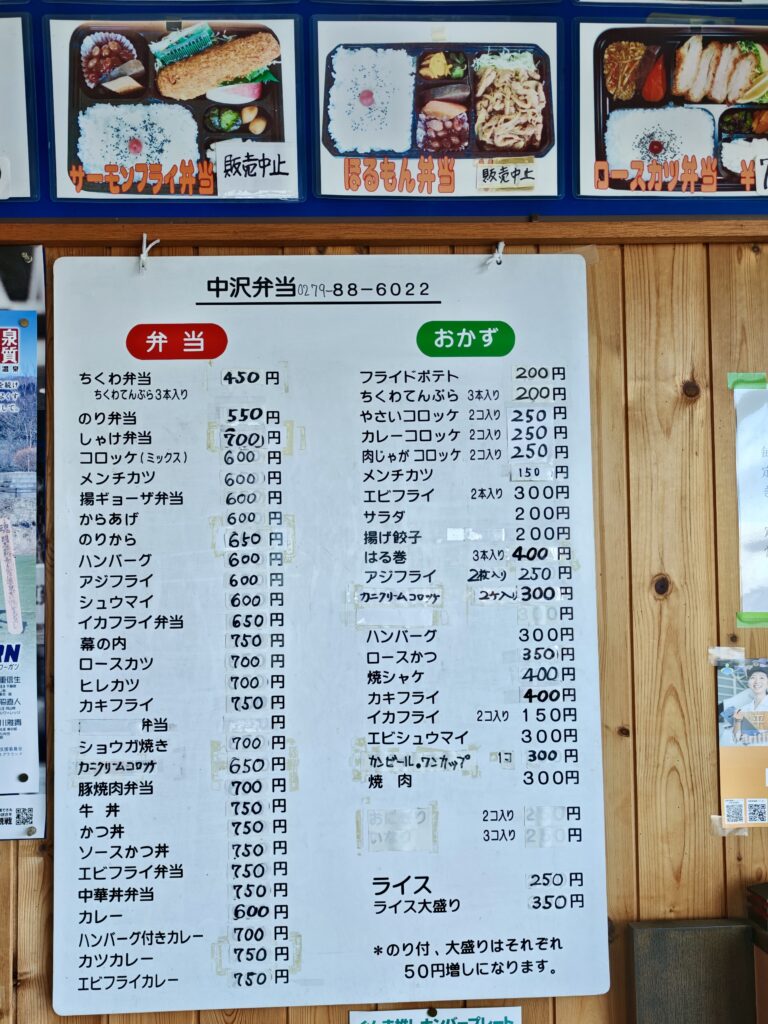 サーモンフライ弁当
販売中止
ほるもん弁当
販売中止
ロースカツ弁当 ¥7
中沢弁当 0279-88-6022
弁当
ちくわ弁当 450円
ちくわてんぷら3本入り
のり弁当 550円
しゃけ弁当 700円
コロッケ(ミックス) 600円
メンチカツ 600円
揚ギョーザ弁当 600円
からあげ 600円
のりから 650円
ハンバーグ 600円
アジフライ 600円
シュウマイ 600円
イカフライ弁当 650円
幕の内 750円
ロースカツ 700円
ヒレカツ 700円
カキフライ 750円
弁当 円
ショウガ焼き 700円
カニクリームコロッケ 650円
豚焼肉弁当 700円
牛丼 750円
かつ丼 750円
ソースかつ丼 750円
エビフライ弁当 750円
中華丼弁当 750円
カレー 600円
ハンバーグ付きカレー 700円
カツカレー 750円
エビフライカレー 750円
おかず
フライドポテト 200円
ちくわてんぷら 3本入り 200円
やさいコロッケ 2コ入り 250円
カレーコロッケ 2コ入り 250円
肉じゃがコロッケ 2コ入り 250円
メンチカツ 150円
エビフライ 2本入り 300円
サラダ 200円
揚げ餃子 200円
はる巻 3本入り 400円
アジフライ 2枚入り 250円
カニクリームコロッケ 2ケ入り 300円
300円
ハンバーグ 300円
ロースかつ 350円
焼シャケ 400円
カキフライ 400円
イカフライ 2コ入り 150円
エビシュウマイ 300円
カンビール。ワンカップ 1コ 300円
焼肉 300円
おにぎり 2コ入り 250円
いなり 3コ入り 250円
ライス 250円
ライス大盛り 350円
*のり付、大盛りはそれぞれ
50円増しになります。